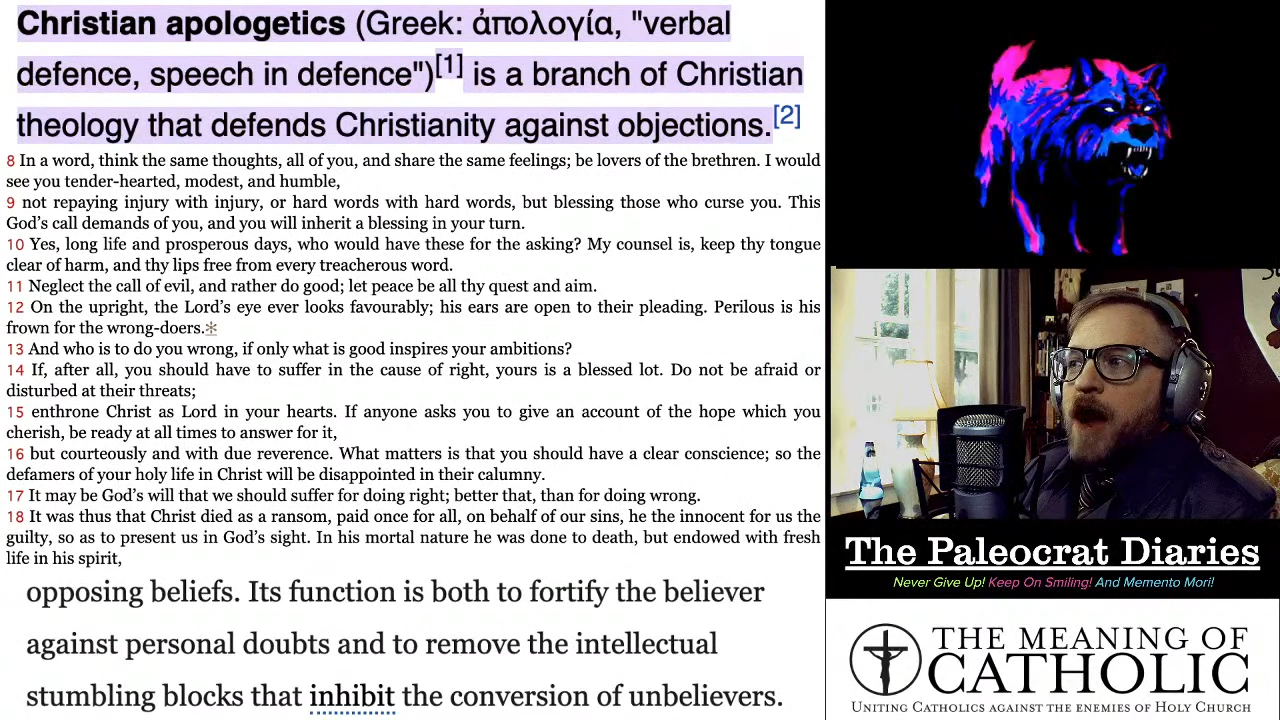 Christian apologetics (Greek: ἀπολογία, "verbal
defence, speech in defence")[1] is a branch of Christian
theology that defends Christianity against objections.[2]
8 In a word, think the same thoughts, all of you, and share the same feelings; be lovers of the brethren. I would
see you tender-hearted, modest, and humble,
9 not repaying injury with injury, or hard words with hard words, but blessing those who curse you. This
God’s call demands of you, and you will inherit a blessing in your turn.
10 Yes, long life and prosperous days, who would have these for the asking? My counsel is, keep thy tongue
clear of harm, and thy lips free from every treacherous word.
11 Neglect the call of evil, and rather do good; let peace be all thy quest and aim.
12 On the upright, the Lord’s eye ever looks favourably; his ears are open to their pleading. Perilous is his
frown for the wrong-doers.*
13 And who is to do you wrong, if only what is good inspires your ambitions?
14 If, after all, you should have to suffer in the cause of right, yours is a blessed lot. Do not be afraid or
disturbed at their threats;
15 enthrone Christ as Lord in your hearts. If anyone asks you to give an account of the hope which you
cherish, be ready at all times to answer for it,
16 but courteously and with due reverence. What matters is that you should have a clear conscience; so the
defamers of your holy life in Christ will be disappointed in their calumny.
17 It may be God’s will that we should suffer for doing right; better that, than for doing wrong.
18 It was thus that Christ died as a ransom, paid once for all, on behalf of our sins, he the innocent for us the
guilty, so as to present us in God’s sight. In his mortal nature he was done to death, but endowed with fresh
life in his spirit,
opposing beliefs. Its function is both to fortify the believer
against personal doubts and to remove the intellectual
stumbling blocks that inhibit the conversion of unbelievers.
The Paleocrat Diaries
Never Give Up! Keep On Smiling! And Memento Mori!
THE MEANING OF
CATHOLIC
UNITING CATHOLICS AGAINST THE ENEMIES OF HOLY CHURCH